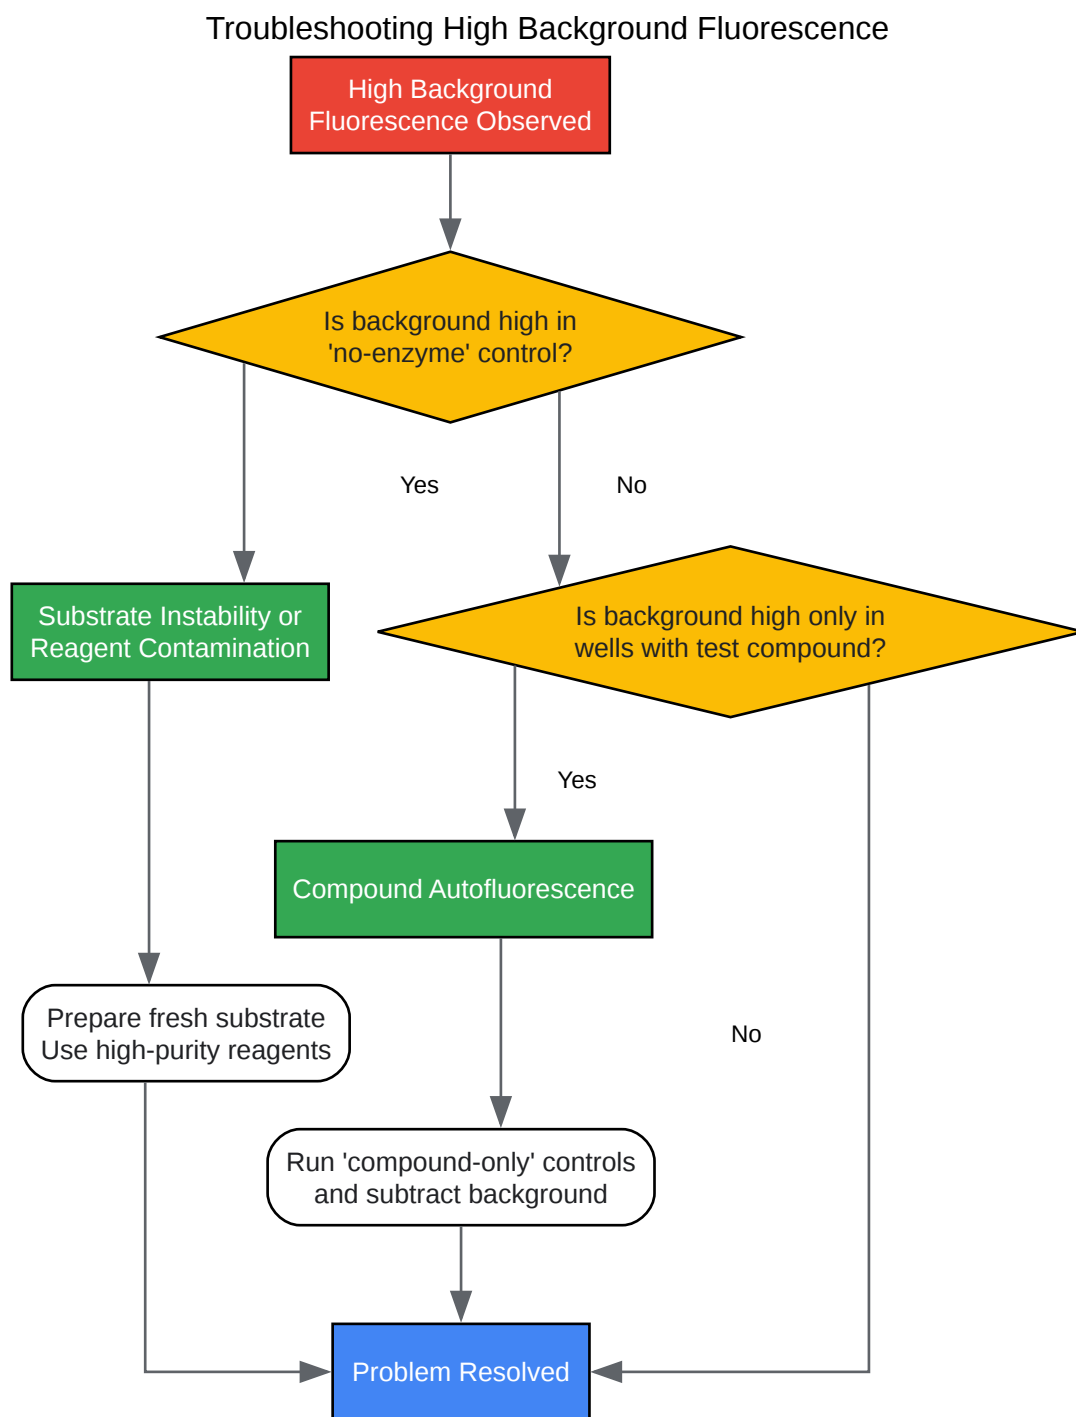 Troubleshooting High Background Fluorescence
High Background
Fluorescence Observed
Is background high in
'no-enzyme' control?
Yes
No
Substrate Instability or
Reagent Contamination
Is background high only in
wells with test compound?
Yes
Compound Autofluorescence
Prepare fresh substrate
Use high-purity reagents
No
Run 'compound-only' controls
and subtract background
Problem Resolved